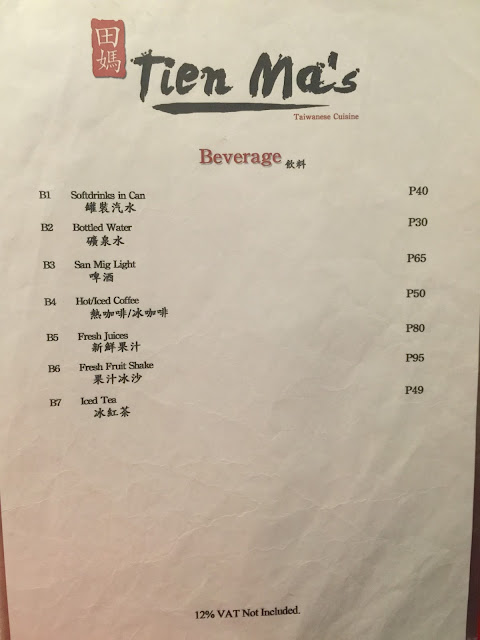 田
媽
Tien Ma's
Taiwanese Cuisine
Beverage 飲料
B1 Softdrinks in Can P40
罐裝汽水
B2 Bottled Water P30
礦泉水
B3 San Mig Light P65
啤酒
B4 Hot/Iced Coffee P50
熱咖啡/冰咖啡
B5 Fresh Juices P80
新鮮果汁
B6 Fresh Fruit Shake P95
果汁冰沙
B7 Iced Tea P49
冰紅茶
12% VAT Not Included.